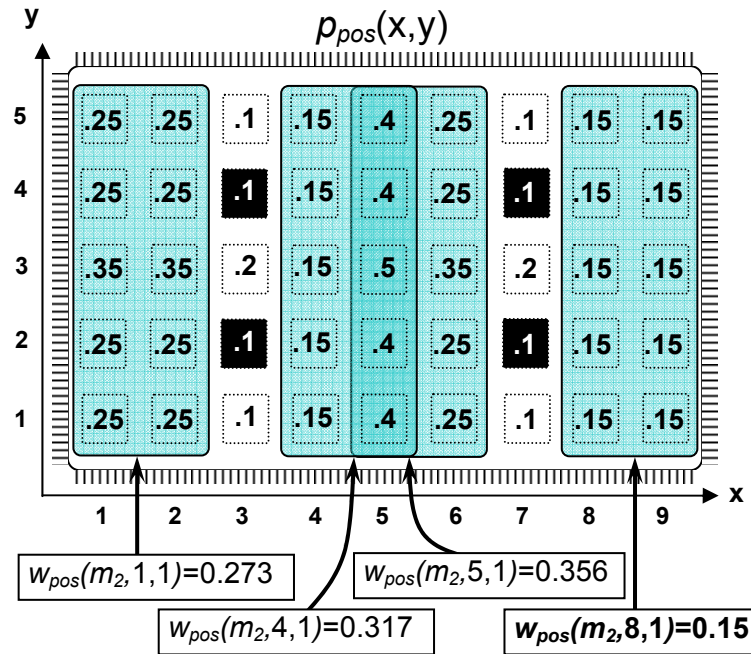 y
p_pos(x,y)
5 .25 .25 .1 .15 .4 .25 .1 .15 .15
4 .25 .25 .1 .15 .4 .25 .1 .15 .15
3 .35 .35 .2 .15 .5 .35 .2 .15 .15
2 .25 .25 .1 .15 .4 .25 .1 .15 .15
1 .25 .25 .1 .15 .4 .25 .1 .15 .15
x
1 2 3 4 5 6 7 8 9
w_pos(m₂,1,1)=0.273
w_pos(m₂,5,1)=0.356
w_pos(m₂,4,1)=0.317
w_pos(m₂,8,1)=0.15